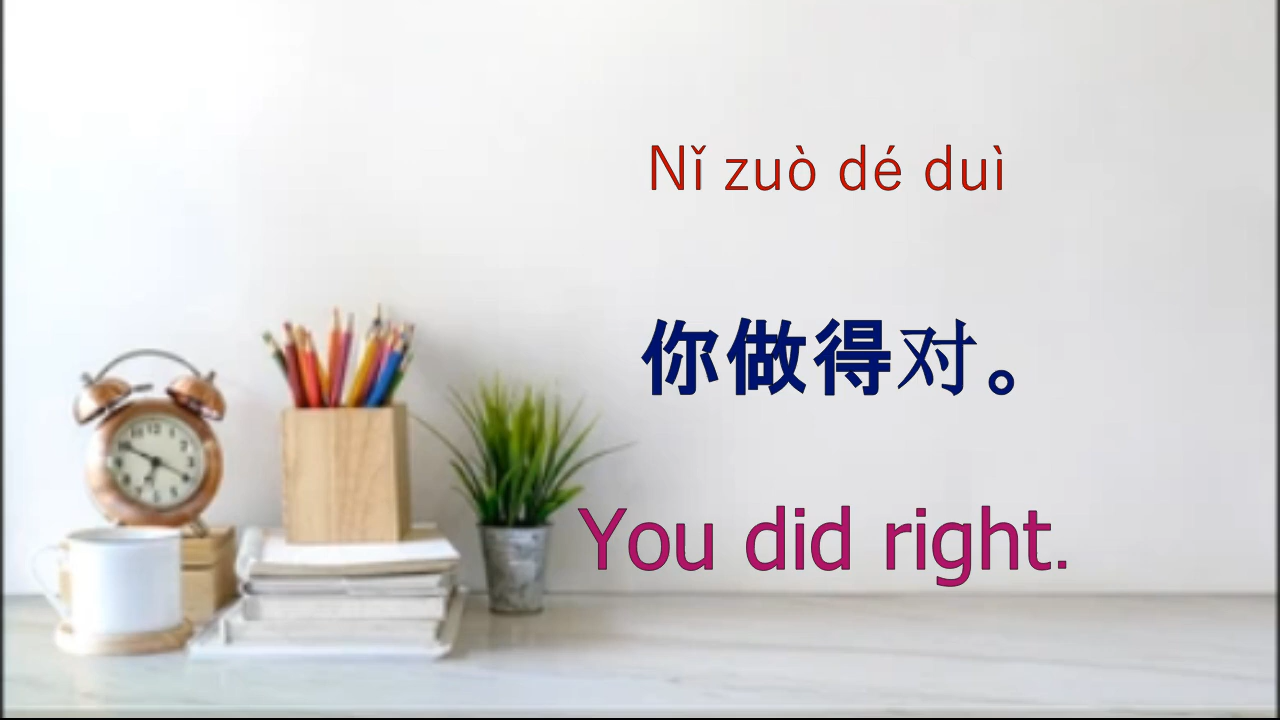 Nǐ zuò dé duì
你做得对。
You did right.